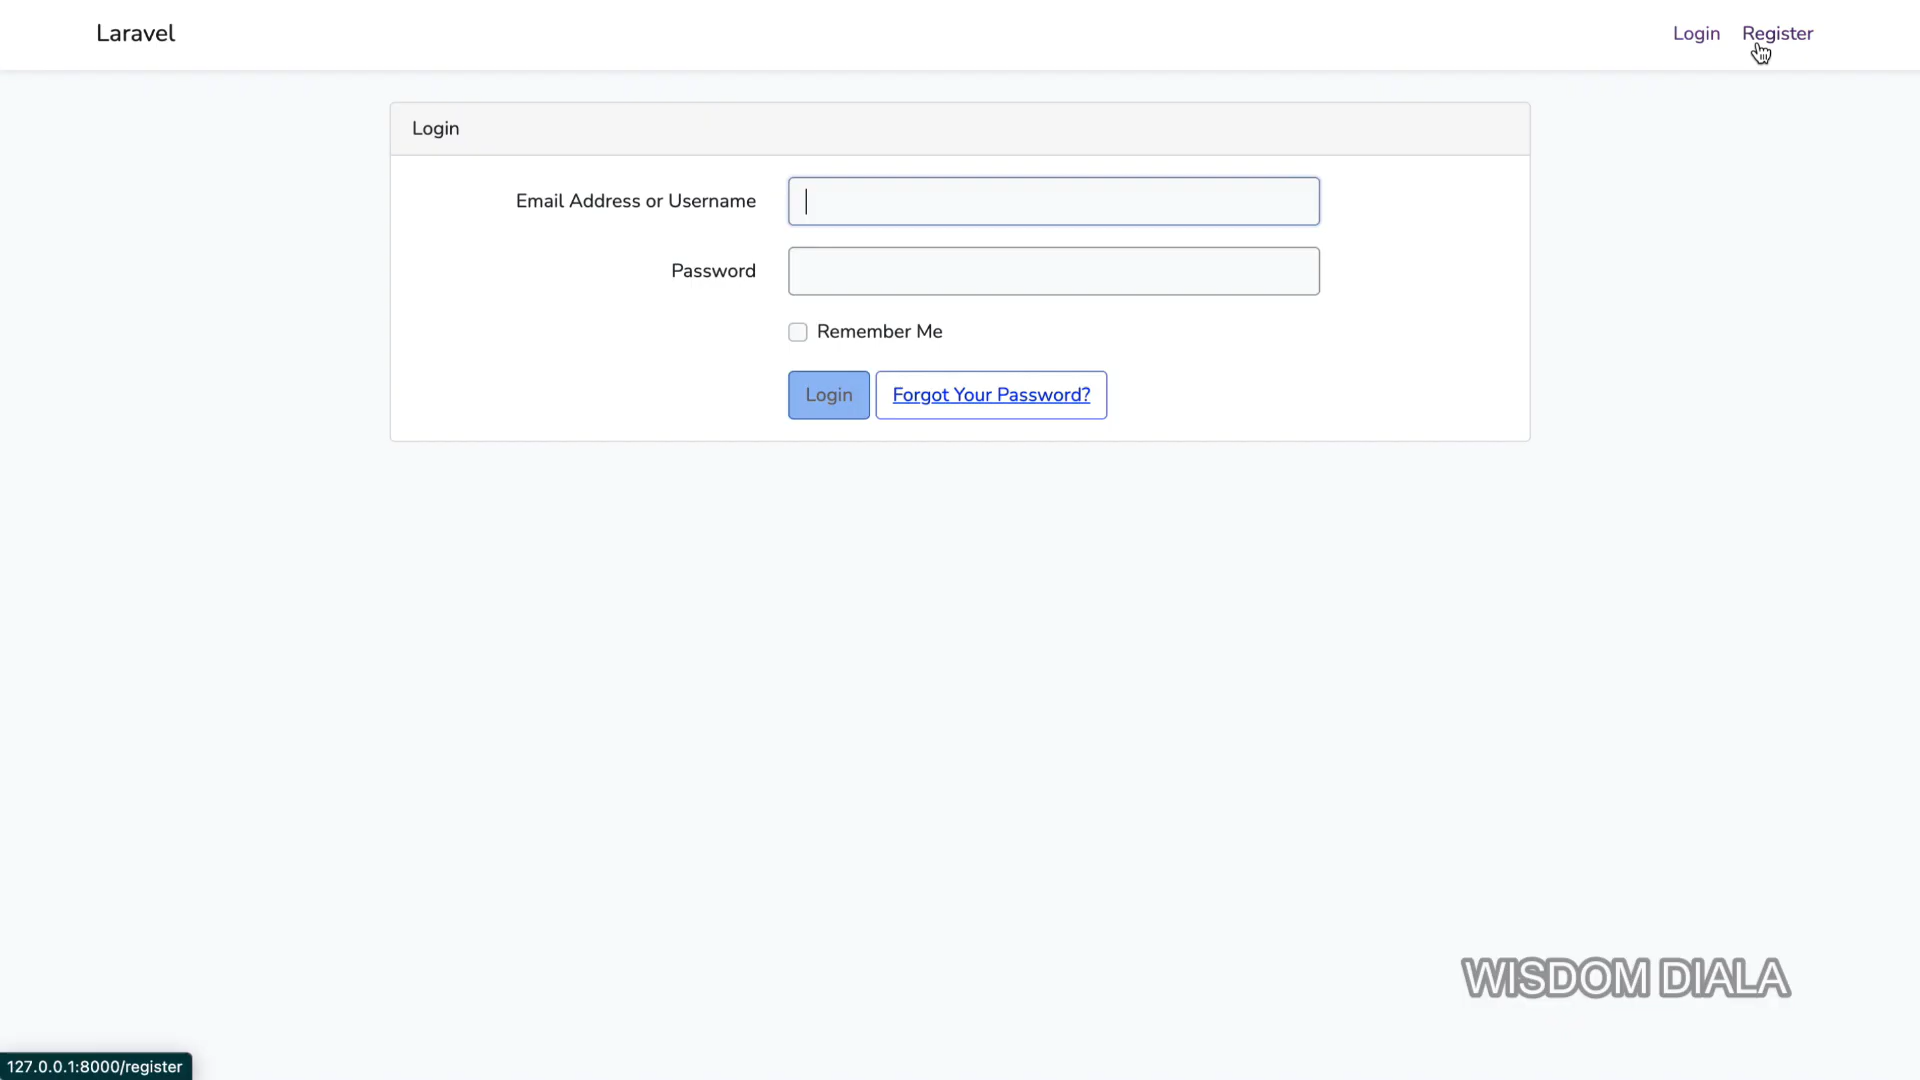 Laravel
Login Register
Login
Email Address or Username
Password
Remember Me
Login Forgot Your Password?
WISDOM DIALA
127.0.0.1:8000/register